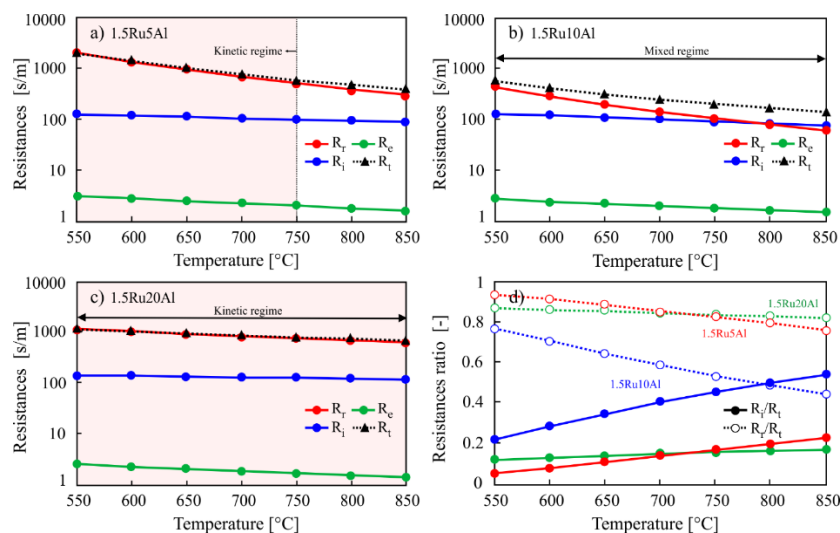 a) 1.5Ru5Al
Kinetic regime
Resistances [s/m]
10000
1000
100
10
1
R_r R_e
R_i R_t
550 600 650 700 750 800 850
Temperature [°C]
b) 1.5Ru10Al
Mixed regime
Resistances [s/m]
10000
1000
100
10
1
R_r R_e
R_i R_t
550 600 650 700 750 800 850
Temperature [°C]
c) 1.5Ru20Al
Kinetic regime
Resistances [s/m]
10000
1000
100
10
1
R_r R_e
R_i R_t
550 600 650 700 750 800 850
Temperature [°C]
d)
1.5Ru20Al
1.5Ru5Al
1.5Ru10Al
Resistances ratio [-]
1
0.8
0.6
0.4
0.2
0
R_i/R_t
R_r/R_t
550 600 650 700 750 800 850
Temperature [°C]